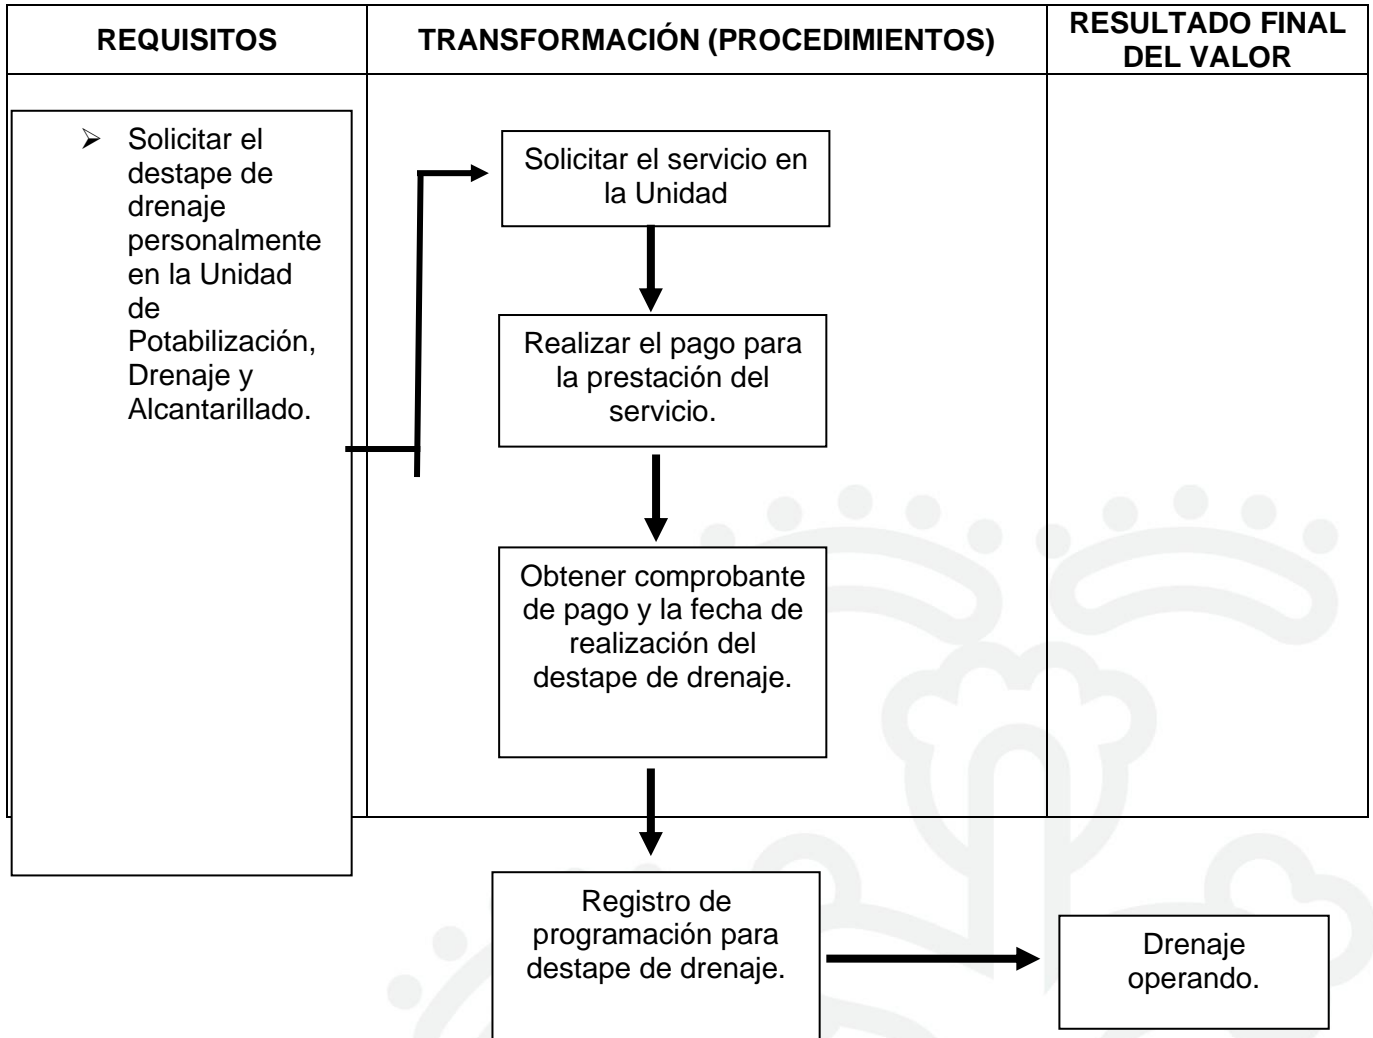 REQUISITOS
TRANSFORMACIÓN (PROCEDIMIENTOS)
RESULTADO FINAL
DEL VALOR
➢ Solicitar el
destape de
drenaje
personalmente
en la Unidad
de
Potabilización,
Drenaje y
Alcantarillado.
Solicitar el servicio en
la Unidad
Realizar el pago para
la prestación del
servicio.
Obtener comprobante
de pago y la fecha de
realización del
destape de drenaje.
Registro de
programación para
destape de drenaje.
Drenaje
operando.